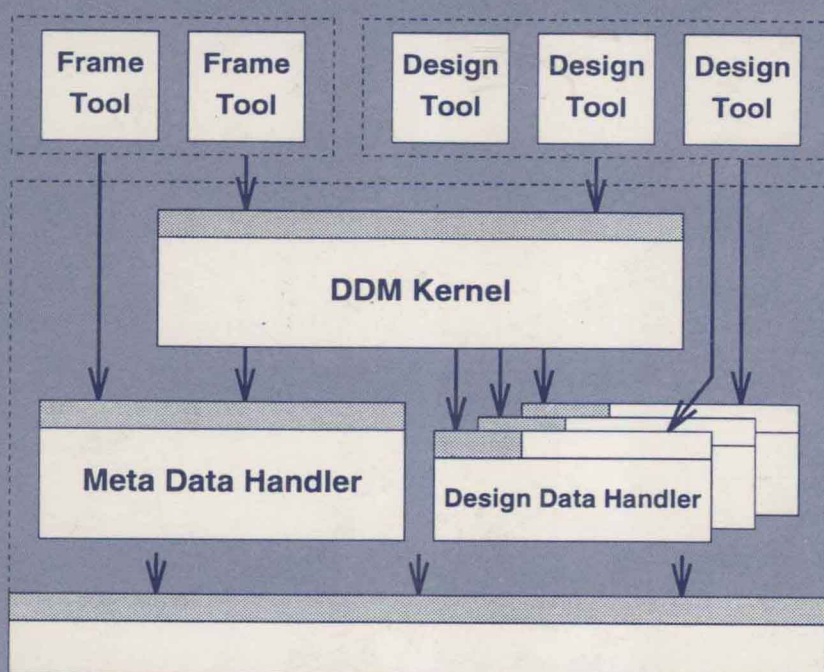 Frame
Tool
Frame
Tool
Design
Tool
Design
Tool
Design
Tool
DDM Kernel
Meta Data Handler
Design Data Handler